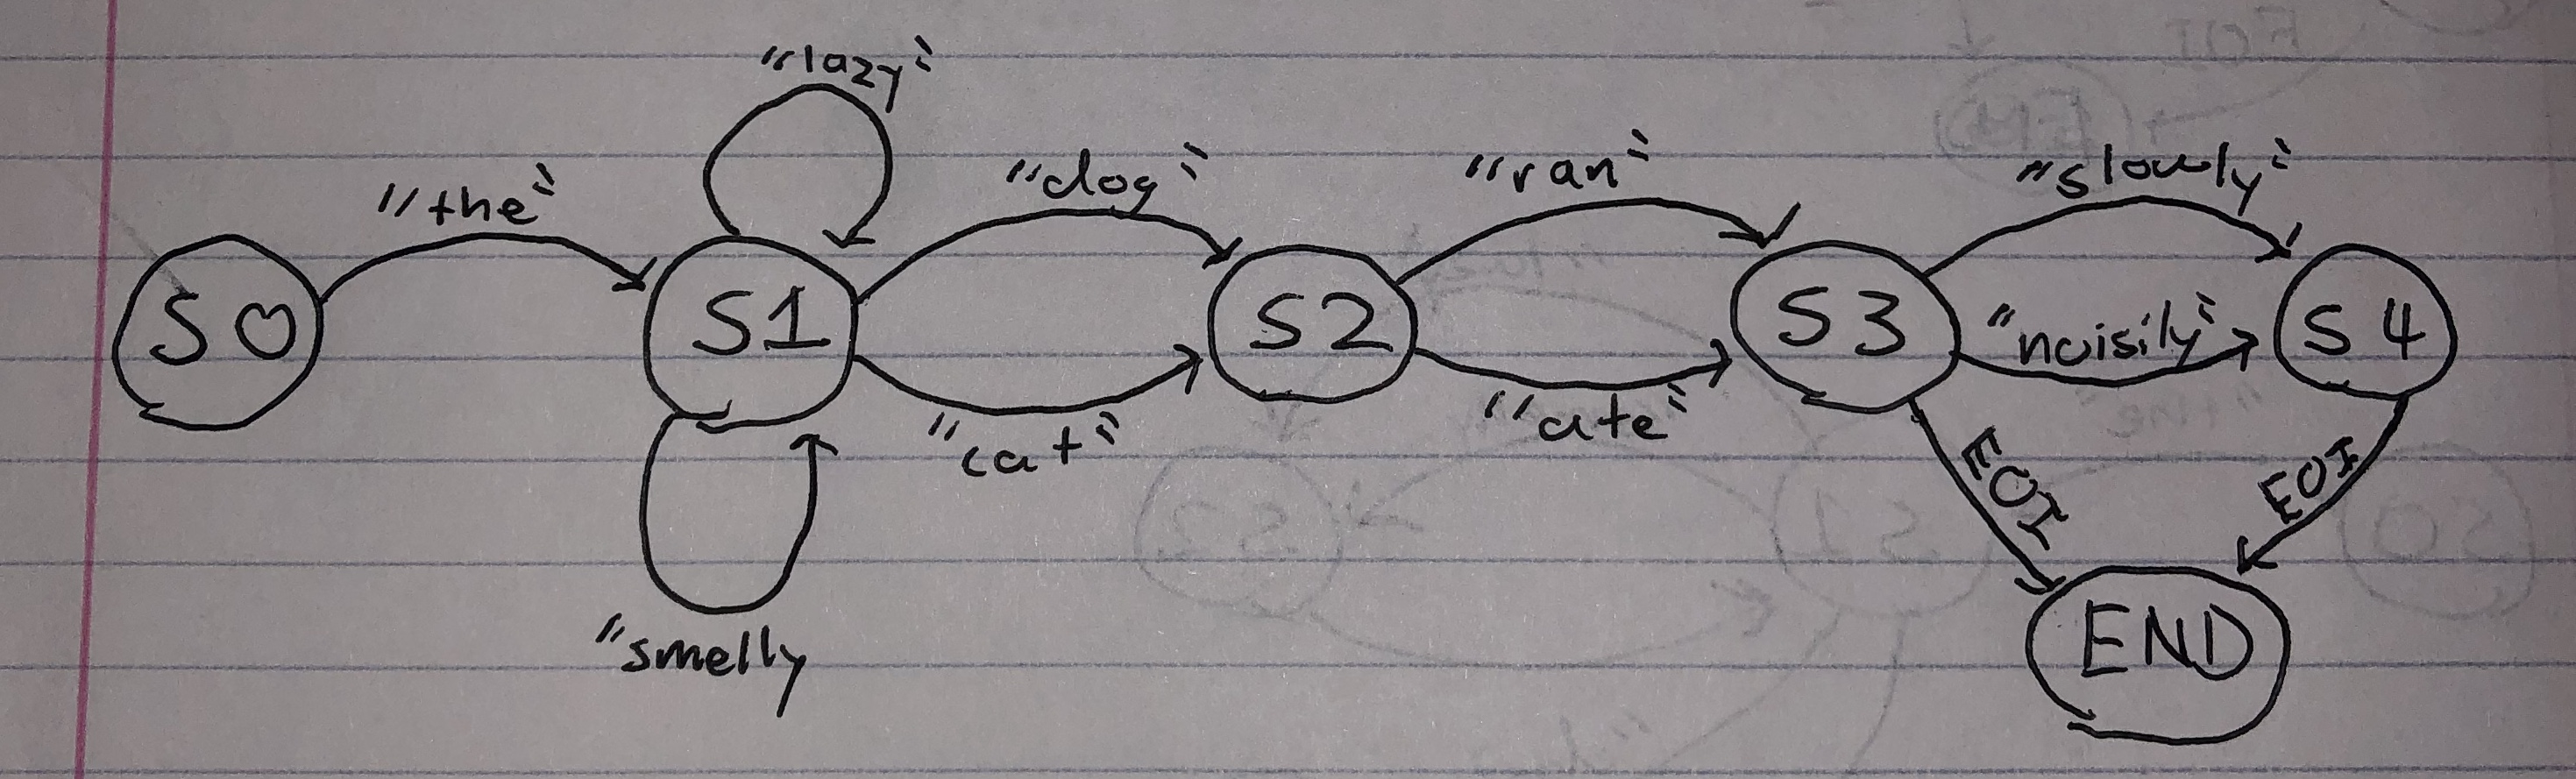 "lazy"
"the"
"dog"
"ran"
"slowly"
S0
S1
S2
S3
"noisily"
S4
"cat"
"ate"
EOI
EOI
"smelly
END